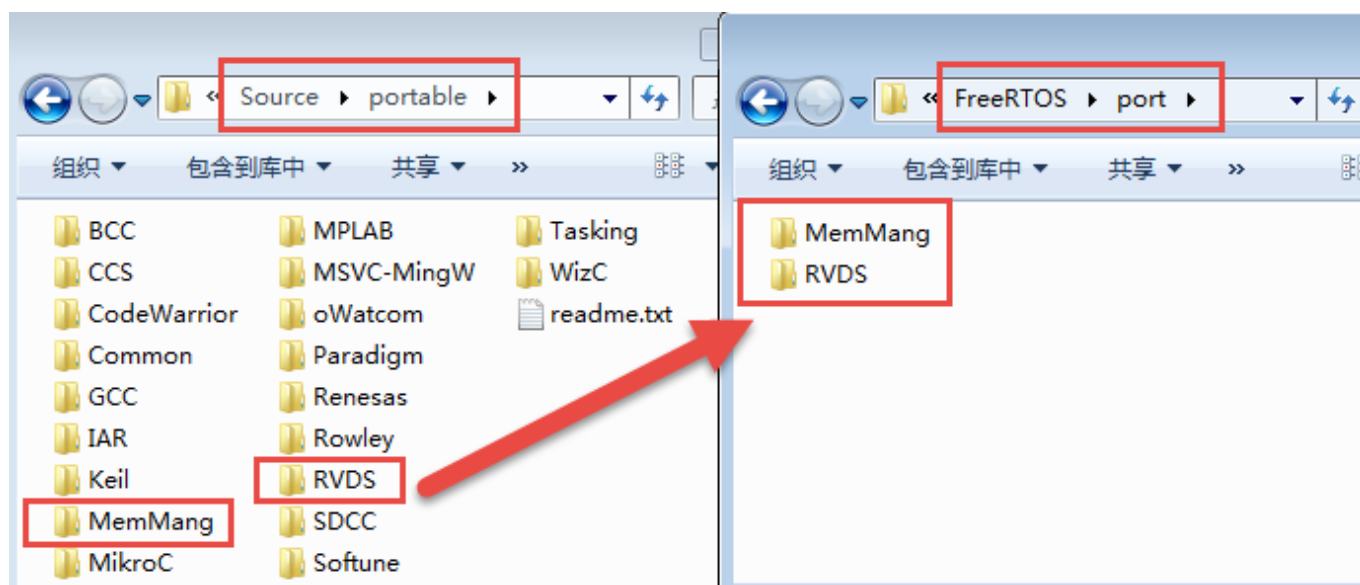 « Source ▸ portable ▸
组织 包含到库中 共享 »
BCC
CCS
CodeWarrior
Common
GCC
IAR
Keil
MemMang
MikroC
MPLAB
MSVC-MingW
oWatcom
Paradigm
Renesas
Rowley
RVDS
SDCC
Softune
Tasking
WizC
readme.txt
« FreeRTOS ▸ port ▸
组织 包含到库中 共享 »
MemMang
RVDS